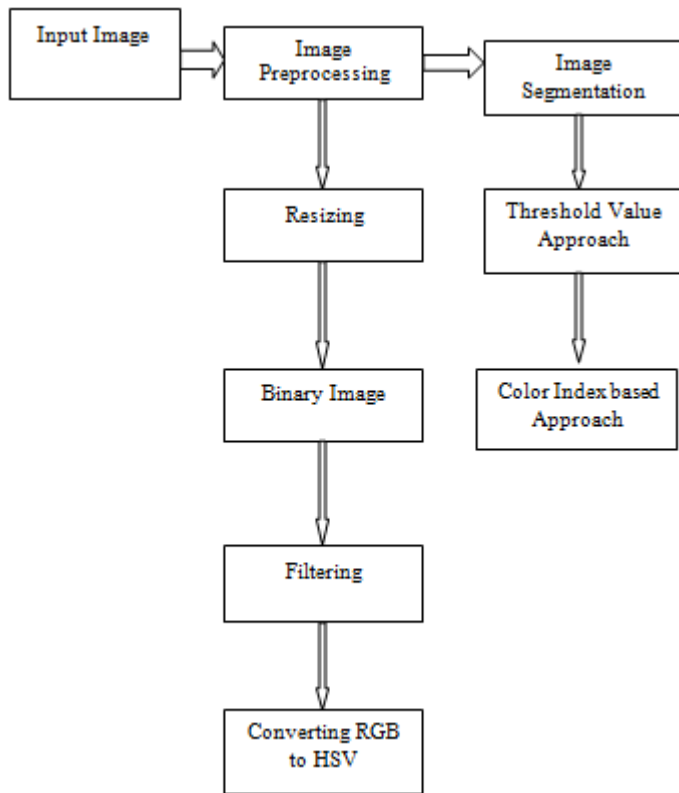 Input Image
Image
Preprocessing
Image
Segmentation
Resizing
Threshold Value
Approach
Binary Image
Color Index based
Approach
Filtering
Converting RGB
to HSV